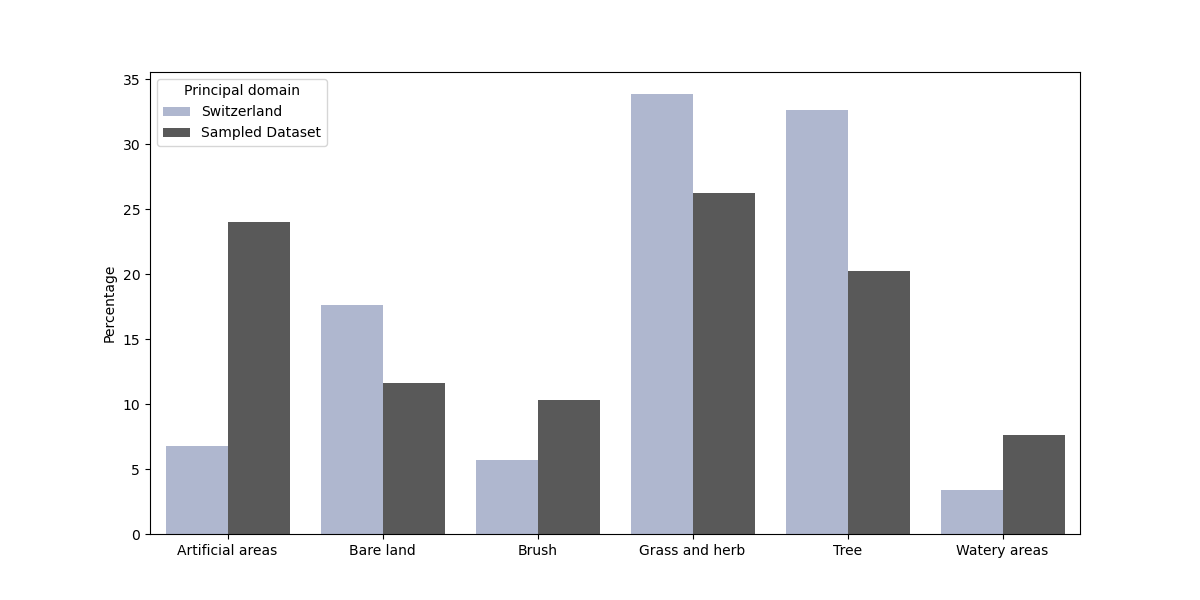 Principal domain
Switzerland
Sampled Dataset
Percentage
35
30
25
20
15
10
5
0
Artificial areas
Bare land
Brush
Grass and herb
Tree
Watery areas